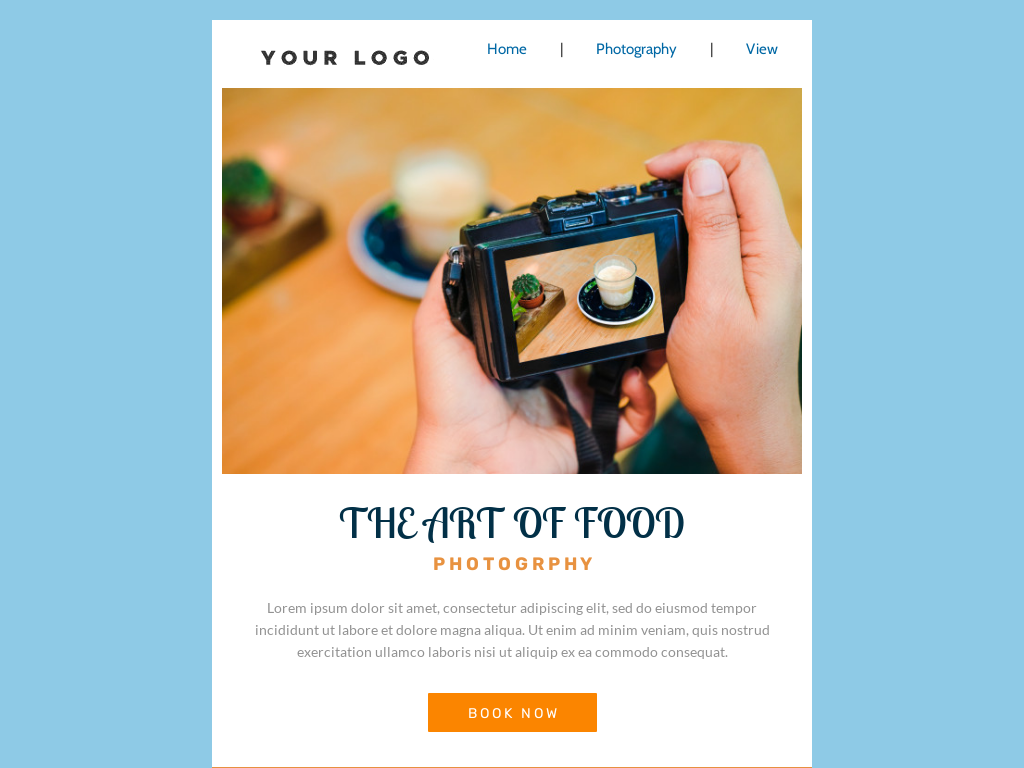 YOUR LOGO
Home | Photography | View
THE ART OF FOOD
PHOTOGRPHY
Lorem ipsum dolor sit amet, consectetur adipiscing elit, sed do eiusmod tempor
incididunt ut labore et dolore magna aliqua. Ut enim ad minim veniam, quis nostrud
exercitation ullamco laboris nisi ut aliquip ex ea commodo consequat.
BOOK NOW